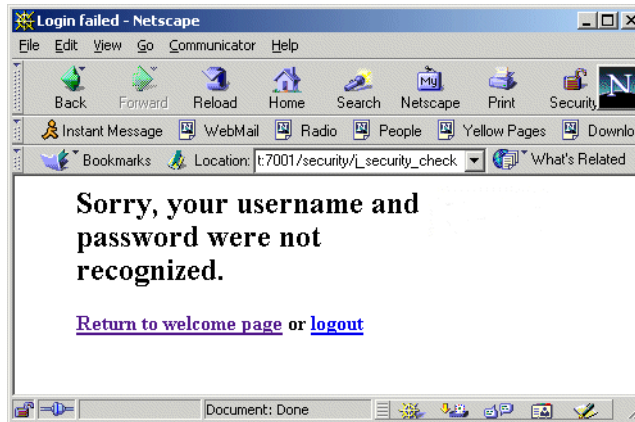 Login failed - Netscape
File Edit View Go Communicator Help
My
N
Back Forward Reload Home Search Netscape Print Security
Instant Message WebMail Radio People Yellow Pages Downlo
Bookmarks Location: t:7001/security/j_security_check What's Related
Sorry, your username and
password were not
recognized.
Return to welcome page or logout
Document: Done